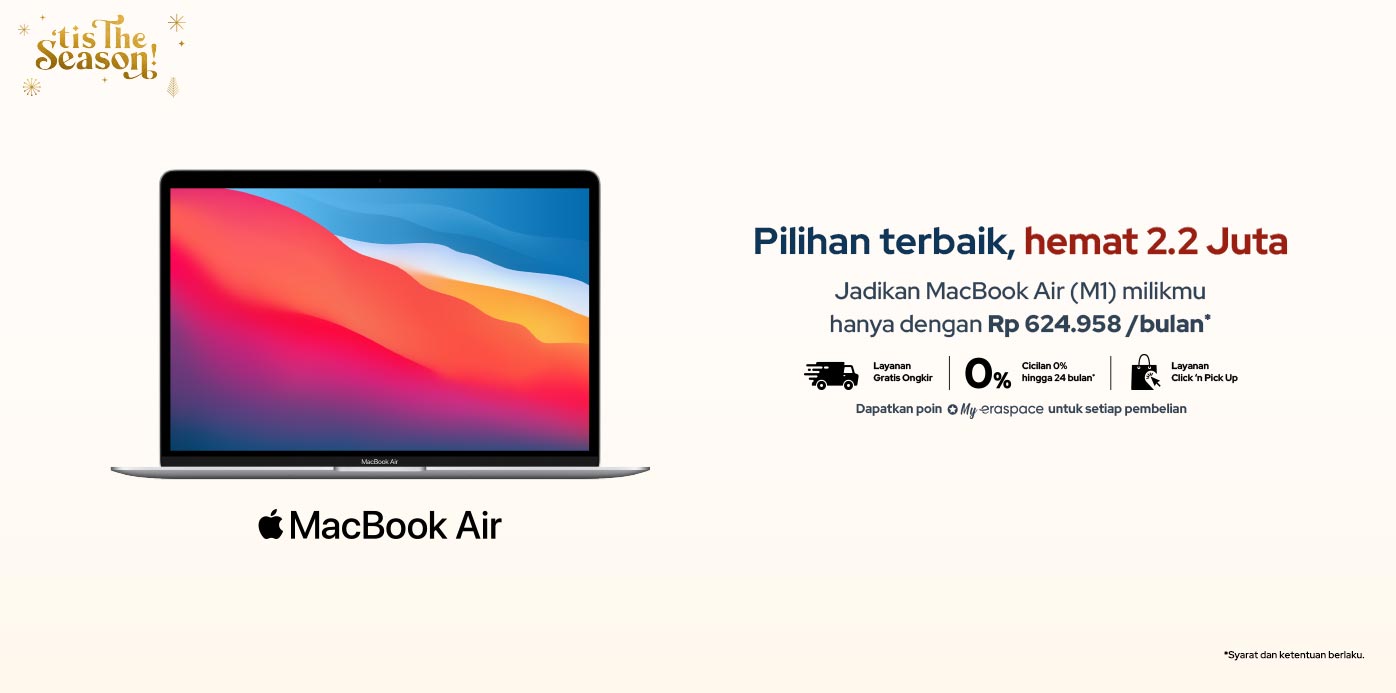 'tis The
Season!
MacBook Air
MacBook Air
Pilihan terbaik, hemat 2.2 Juta
Jadikan MacBook Air (M1) milikmu
hanya dengan Rp 624.958 /bulan*
Layanan
Gratis Ongkir
0%
Cicilan 0%
hingga 24 bulan*
Layanan
Click 'n Pick Up
Dapatkan poin My eraspace untuk setiap pembelian
*Syarat dan ketentuan berlaku.